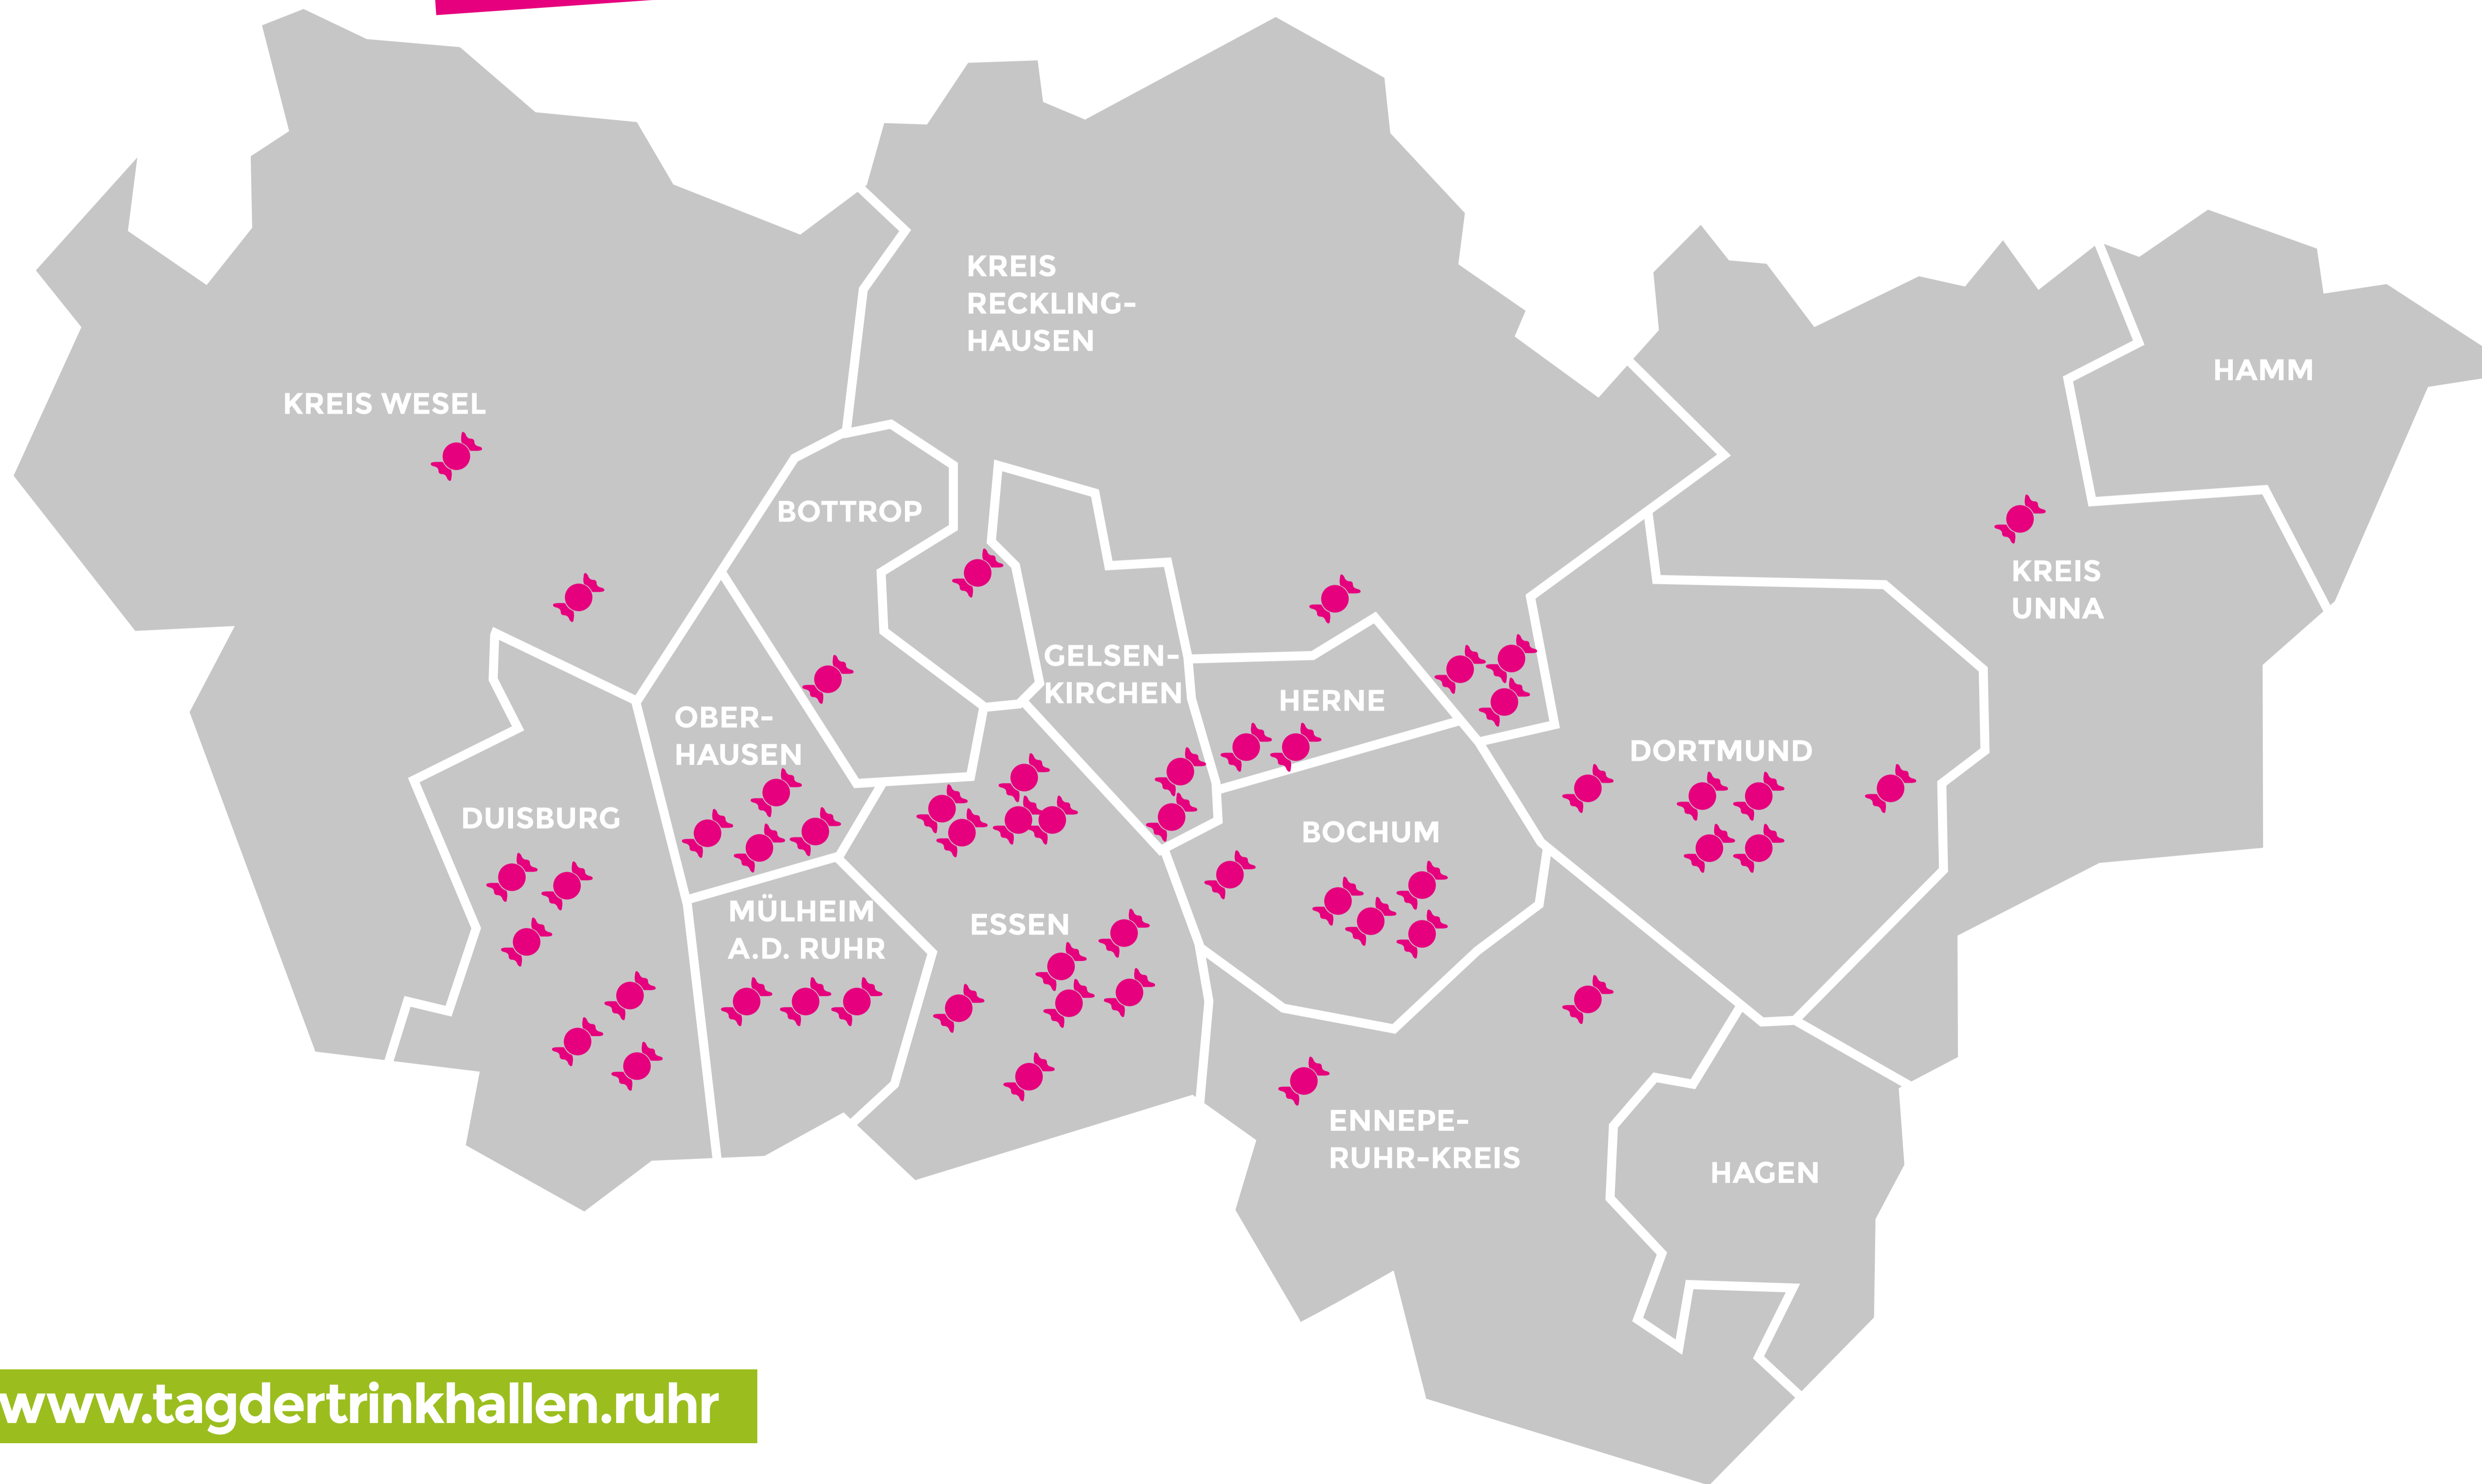 KREIS
RECKLING-
HAUSEN
HAMM
KREIS WESEL
BOTTROP
KREIS
UNNA
GELSEN-
KIRCHEN
HERNE
OBER-
HAUSEN
DORTMUND
DUISBURG
BOCHUM
MÜLHEIM
A.D. RUHR
ESSEN
ENNEPE-
RUHR-KREIS
HAGEN
www.tagdertrinkhallen.ruhr